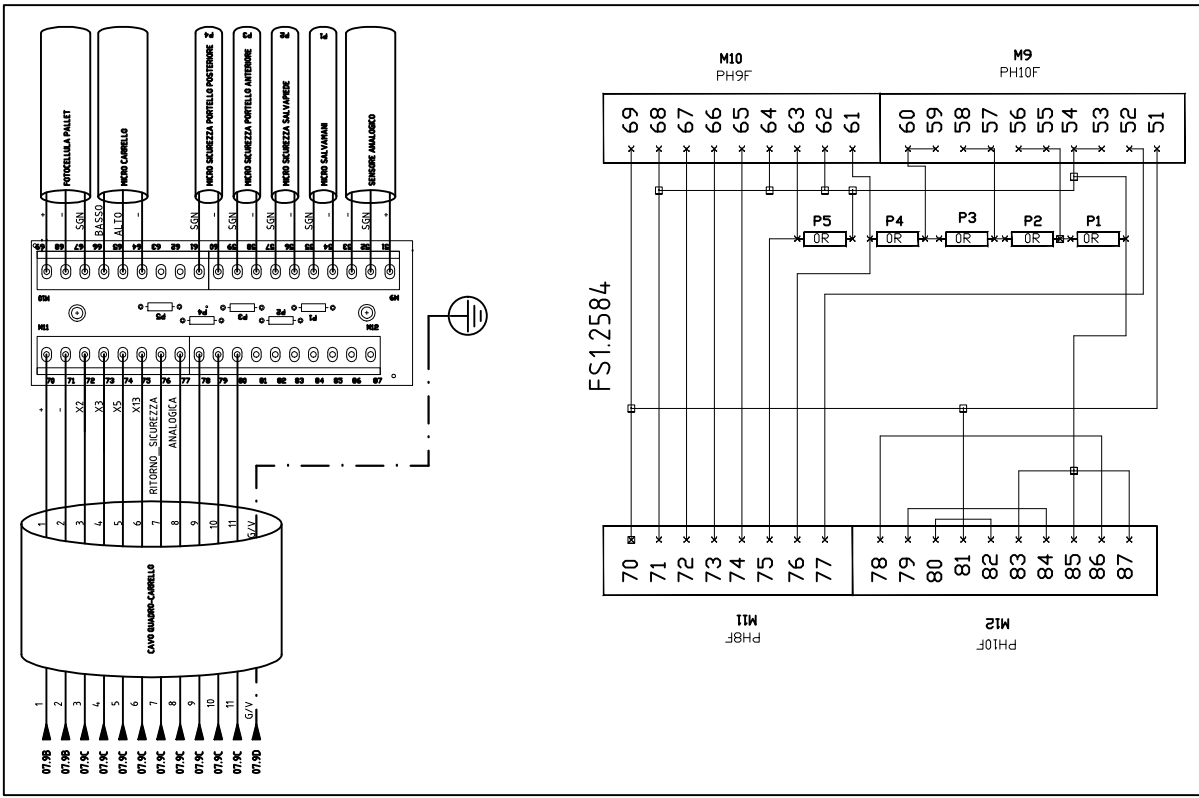 FOTOCELLULA PALLET
MICRO CARRELLO
MICRO SICUREZZA PORTELLO POSTERIORE
P4
MICRO SICUREZZA PORTELLO ANTERIORE
P3
MICRO SICUREZZA SALVAPIEDE
P2
MICRO SALVAMANI
P1
SENSORE ANALOGICO
+ - SGN BASSO ALTO - SGN - SGN - SGN - SGN - - SGN +
69 68 67 66 65 64 63 62 61 60 59 58 57 56 55 54 53 52 51
M10 M9
P5 P4 P3 P2 P1
M11 M12
70 71 72 73 74 75 76 77 78 79 80 81 82 83 84 85 86 87
+ - X2 X3 X5 X13 RITORNO_SICUREZZA ANALOGICA
1 2 3 4 5 6 7 8 9 10 11 G/V
CAVO QUADRO-CARRELLO
1 2 3 4 5 6 7 8 9 10 11 G/V
07.9B 07.9B 07.9C 07.9C 07.9C 07.9C 07.9C 07.9C 07.9C 07.9C 07.9C 07.9D
M10
PH9F
M9
PH10F
69 68 67 66 65 64 63 62 61 60 59 58 57 56 55 54 53 52 51
P5 P4 P3 P2 P1
0R 0R 0R 0R 0R
FS1.2584
70 71 72 73 74 75 76 77 78 79 80 81 82 83 84 85 86 87
M11
PH8F
M12
PH10F